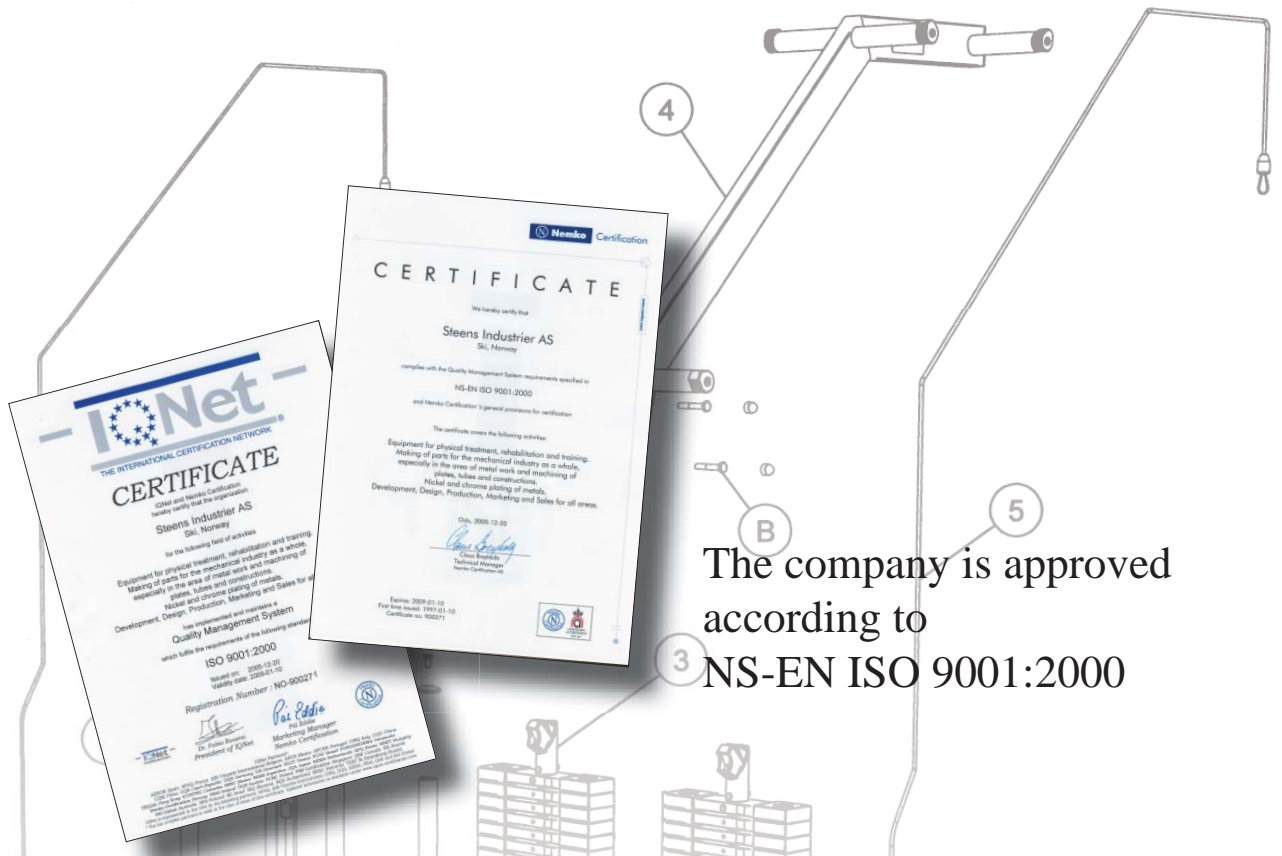 4
Nemko Certification
CERTIFICATE
We hereby certify that
Steens Industrier AS
Ski, Norway
complies with the Quality Management System requirements specified in
NS-EN ISO 9001:2000
and Nemko Certification's general provisions for certification
The certificate covers the following activities:
Equipment for physical treatment, rehabilitation and training.
Making of parts for the mechanical industry as a whole,
especially in the area of metal work and machining of
plates, tubes and constructions.
Nickel and chrome plating of metals.
Development, Design, Production, Marketing and Sales for all areas.
Oslo, 2005-12-20
Technical Manager
Nemko Certification AS
Expires: 2009-01-10
First time issued: 1997-01-10
Certificate no. 900271
IQNet
®
THE INTERNATIONAL CERTIFICATION NETWORK
CERTIFICATE
IQNet and Nemko Certification
hereby certify that the organization
Steens Industrier AS
Ski, Norway
for the following field of activities
Equipment for physical treatment, rehabilitation and training.
Making of parts for the mechanical industry as a whole,
especially in the area of metal work and machining of
plates, tubes and constructions.
Nickel and chrome plating of metals.
Development, Design, Production, Marketing and Sales for all
has implemented and maintains a
Quality Management System
which fulfils the requirements of the following standard
ISO 9001:2000
Issued on: 2005-12-20
Validity date: 2009-01-10
Registration Number: NO-900271
Pål Eddie
Dr. Fabio Roversi
President of IQNet
Pål Eddie
Marketing Manager
Nemko Certification
IQNet
B
5
3
The company is approved
according to
NS-EN ISO 9001:2000